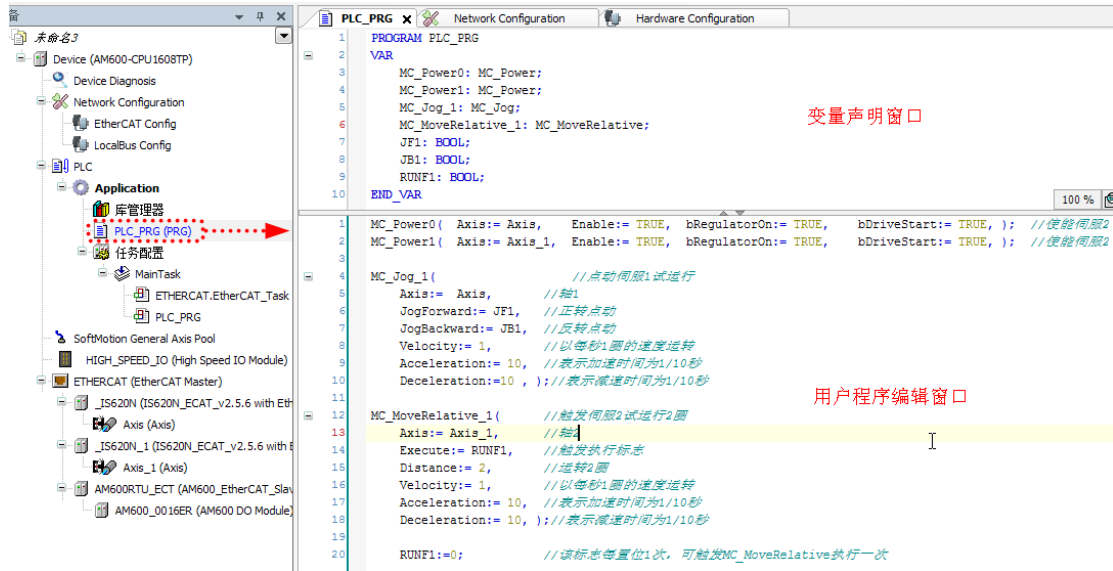 备
未命名3
Device (AM600-CPU1608TP)
Device Diagnosis
Network Configuration
EtherCAT Config
LocalBus Config
PLC
Application
库管理器
PLC_PRG (PRG)
任务配置
MainTask
ETHERCAT.EtherCAT_Task
PLC_PRG
SoftMotion General Axis Pool
HIGH_SPEED_IO (High Speed IO Module)
ETHERCAT (EtherCAT Master)
_IS620N (IS620N_ECAT_v2.5.6 with Eth
Axis (Axis)
_IS620N_1 (IS620N_ECAT_v2.5.6 with E
Axis_1 (Axis)
AM600RTU_ECT (AM600_EtherCAT_Slav
AM600_0016ER (AM600 DO Module)
PLC_PRG Network Configuration Hardware Configuration
1 PROGRAM PLC_PRG
2 VAR
3 MC_Power0: MC_Power;
4 MC_Power1: MC_Power;
5 MC_Jog_1: MC_Jog;
6 MC_MoveRelative_1: MC_MoveRelative;
7 JF1: BOOL;
8 JB1: BOOL;
9 RUNF1: BOOL;
10 END_VAR
变量声明窗口
100 %
1 MC_Power0( Axis:= Axis, Enable:= TRUE, bRegulatorOn:= TRUE, bDriveStart:= TRUE, ); //使能伺服2
2 MC_Power1( Axis:= Axis_1, Enable:= TRUE, bRegulatorOn:= TRUE, bDriveStart:= TRUE, ); //使能伺服2
3
4 MC_Jog_1( //点动伺服1试运行
5 Axis:= Axis, //轴1
6 JogForward:= JF1, //正转点动
7 JogBackward:= JB1, //反转点动
8 Velocity:= 1, //以每秒1圈的速度运转
9 Acceleration:= 10, //表示加速时间为1/10秒
10 Deceleration:=10 , );//表示减速时间为1/10秒
11
12 MC_MoveRelative_1( //触发伺服2试运行2圈
13 Axis:= Axis_1, //轴2
14 Execute:= RUNF1, //触发执行标志
15 Distance:= 2, //运转2圈
16 Velocity:= 1, //以每秒1圈的速度运转
17 Acceleration:= 10, //表示加速时间为1/10秒
18 Deceleration:= 10, );//表示减速时间为1/10秒
19
20 RUNF1:=0; //该标志每置位1次，可触发MC_MoveRelative执行一次
用户程序编辑窗口